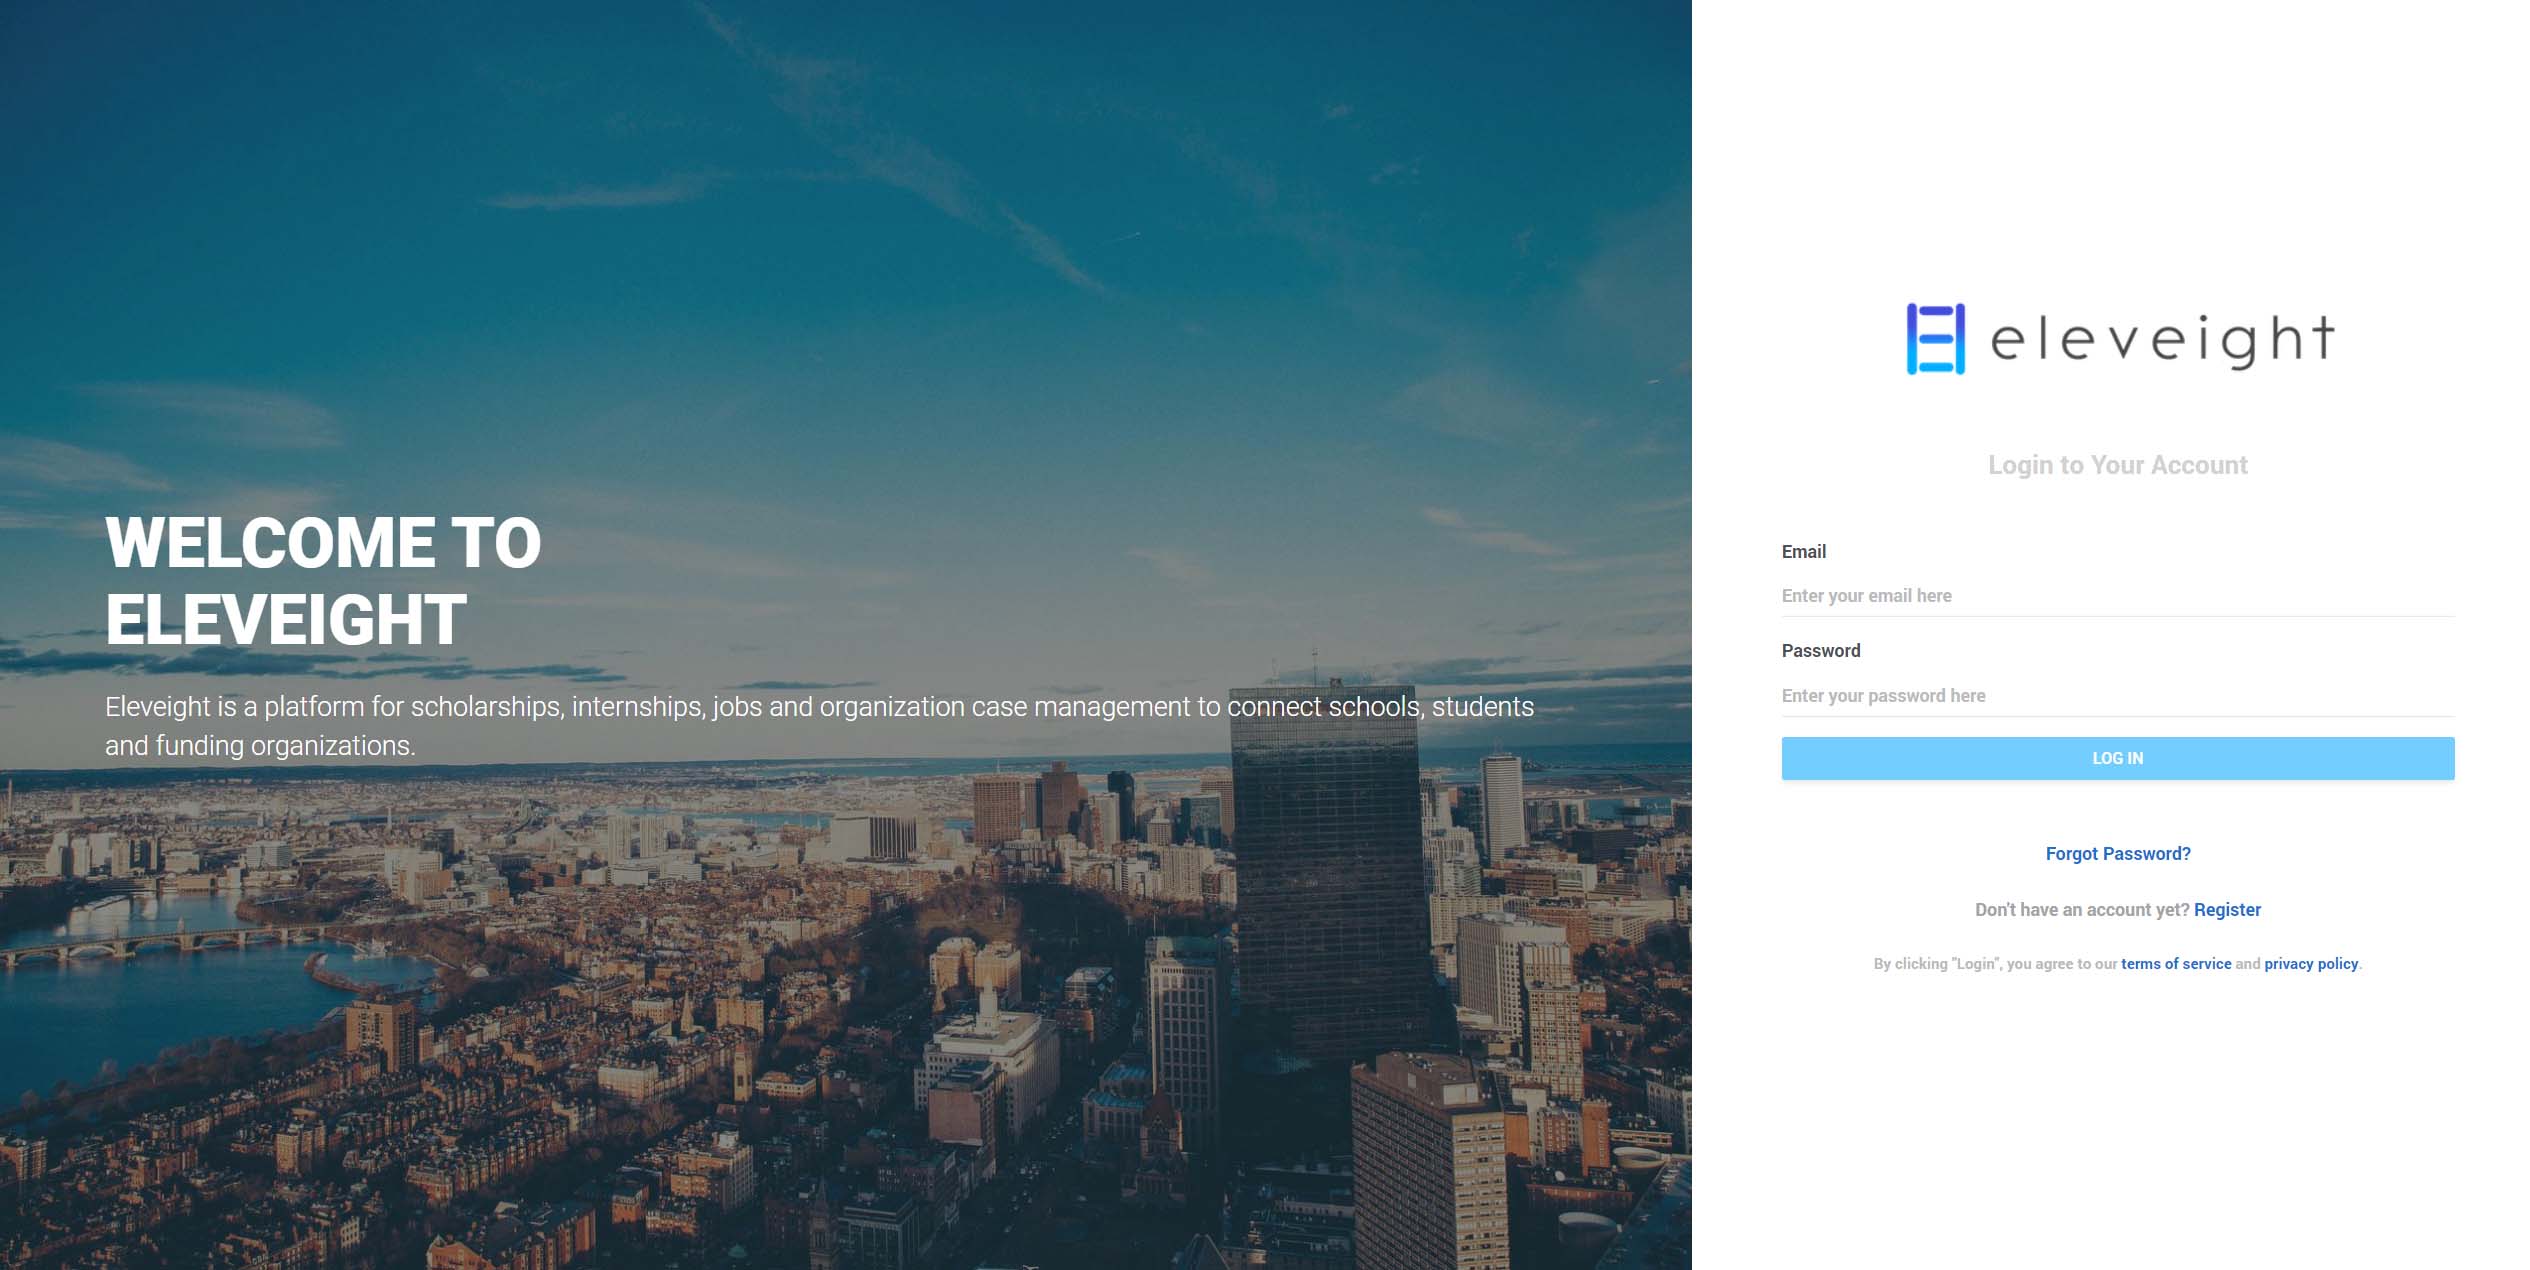 WELCOME TO
ELEVEIGHT
Eleveight is a platform for scholarships, internships, jobs and organization case management to connect schools, students
and funding organizations.
eleveight
Login to Your Account
Email
Enter your email here
Password
Enter your password here
LOG IN
Forgot Password?
Don't have an account yet? Register
By clicking "Login", you agree to our terms of service and privacy policy.